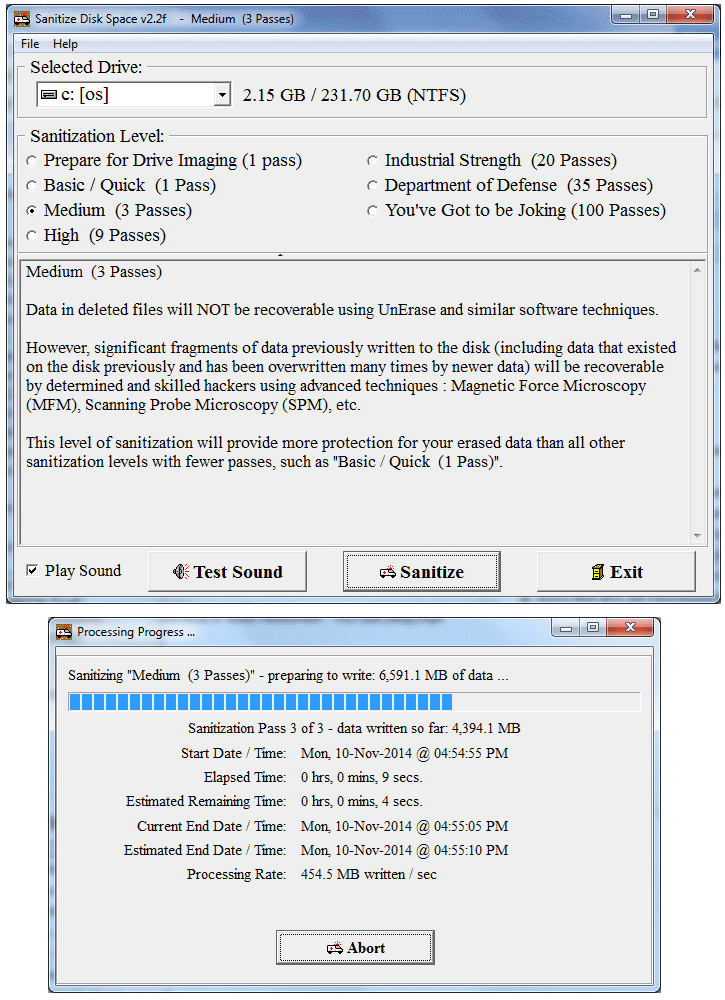 Sanitize Disk Space v2.2f - Medium (3 Passes)
File Help
Selected Drive:
c: [os] 2.15 GB / 231.70 GB (NTFS)
Sanitization Level:
Prepare for Drive Imaging (1 pass)
Basic / Quick (1 Pass)
Medium (3 Passes)
High (9 Passes)
Industrial Strength (20 Passes)
Department of Defense (35 Passes)
You've Got to be Joking (100 Passes)
Medium (3 Passes)
Data in deleted files will NOT be recoverable using UnErase and similar software techniques.
However, significant fragments of data previously written to the disk (including data that existed
on the disk previously and has been overwritten many times by newer data) will be recoverable
by determined and skilled hackers using advanced techniques : Magnetic Force Microscopy
(MFM), Scanning Probe Microscopy (SPM), etc.
This level of sanitization will provide more protection for your erased data than all other
sanitization levels with fewer passes, such as "Basic / Quick (1 Pass)".
Play Sound Test Sound Sanitize Exit
Processing Progress ...
Sanitizing "Medium (3 Passes)" - preparing to write: 6,591.1 MB of data ...
Sanitization Pass 3 of 3 - data written so far: 4,394.1 MB
Start Date / Time: Mon, 10-Nov-2014 @ 04:54:55 PM
Elapsed Time: 0 hrs, 0 mins, 9 secs.
Estimated Remaining Time: 0 hrs, 0 mins, 4 secs.
Current End Date / Time: Mon, 10-Nov-2014 @ 04:55:05 PM
Estimated End Date / Time: Mon, 10-Nov-2014 @ 04:55:10 PM
Processing Rate: 454.5 MB written / sec
Abort